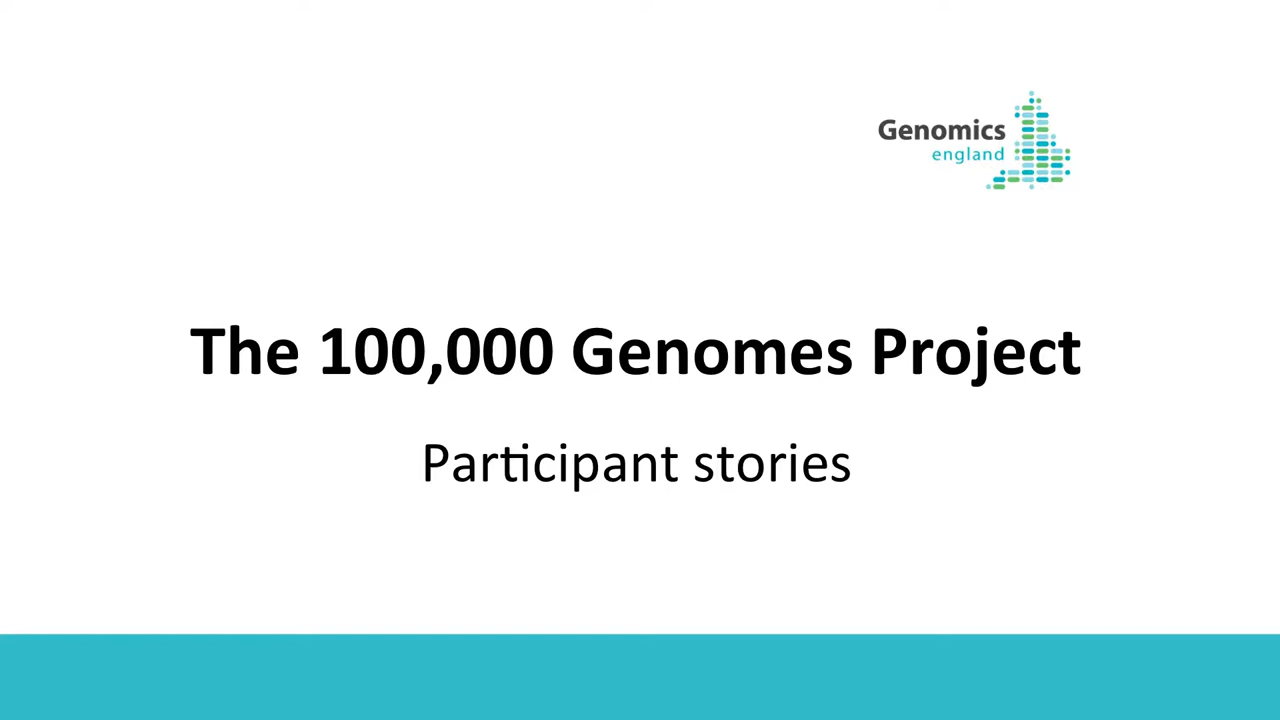 Genomics
england
The 100,000 Genomes Project
Participant stories